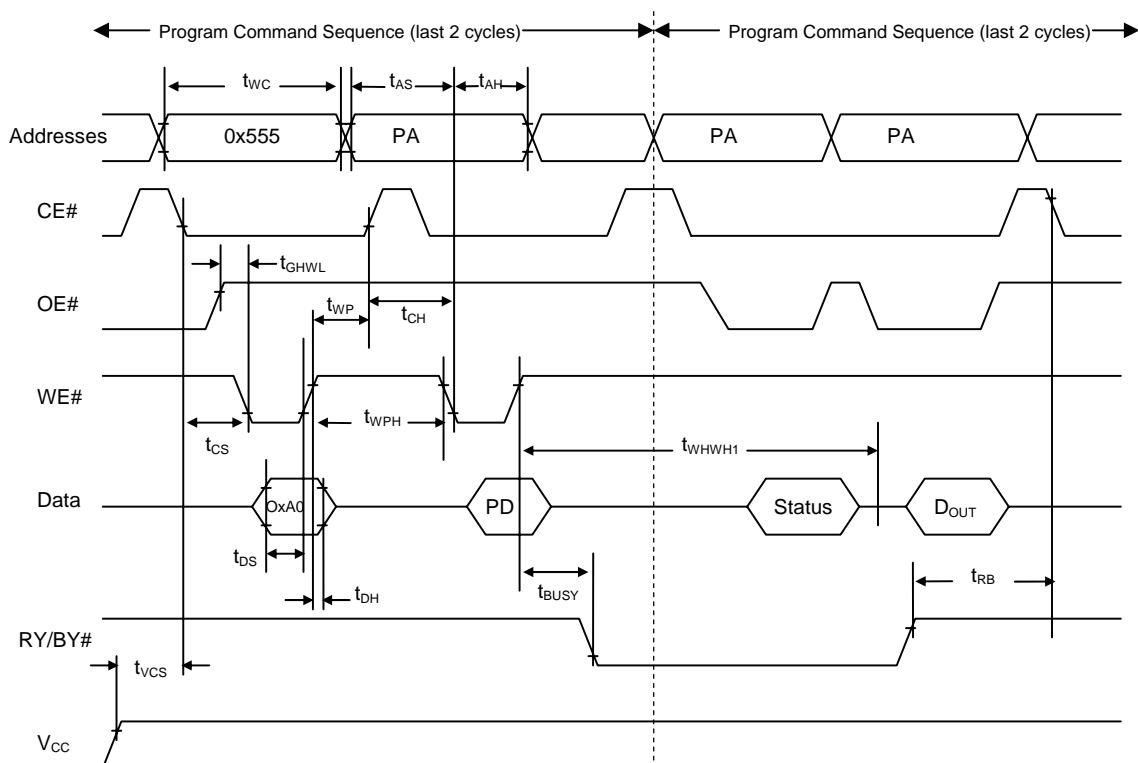 Program Command Sequence (last 2 cycles) Program Command Sequence (last 2 cycles)
tWC tAS tAH
Addresses 0x555 PA PA PA
CE#
tGHWL
OE# tWP tCH
WE#
tCS tWPH tWHWH1
Data OxA0 PD Status DOUT
tDS tDH tBUSY tRB
RY/BY#
tVCS
VCC